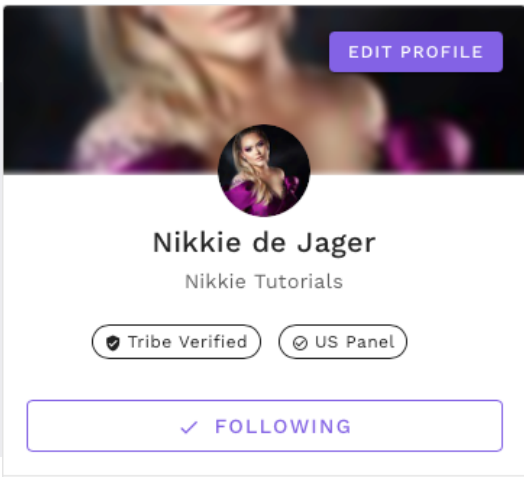 EDIT PROFILE
Nikkie de Jager
Nikkie Tutorials
Tribe Verified US Panel
FOLLOWING